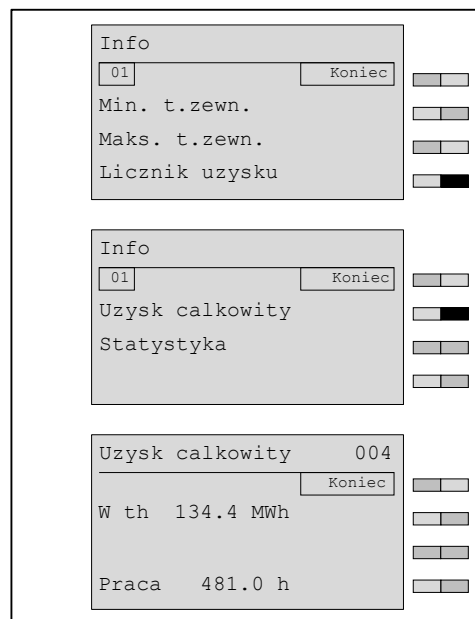 Info
01 Koniec
Min. t.zewn.
Maks. t.zewn.
Licznik uzysku
Info
01 Koniec
Uzysk calkowity
Statystyka
Uzysk calkowity 004
Koniec
W th 134.4 MWh
Praca 481.0 h